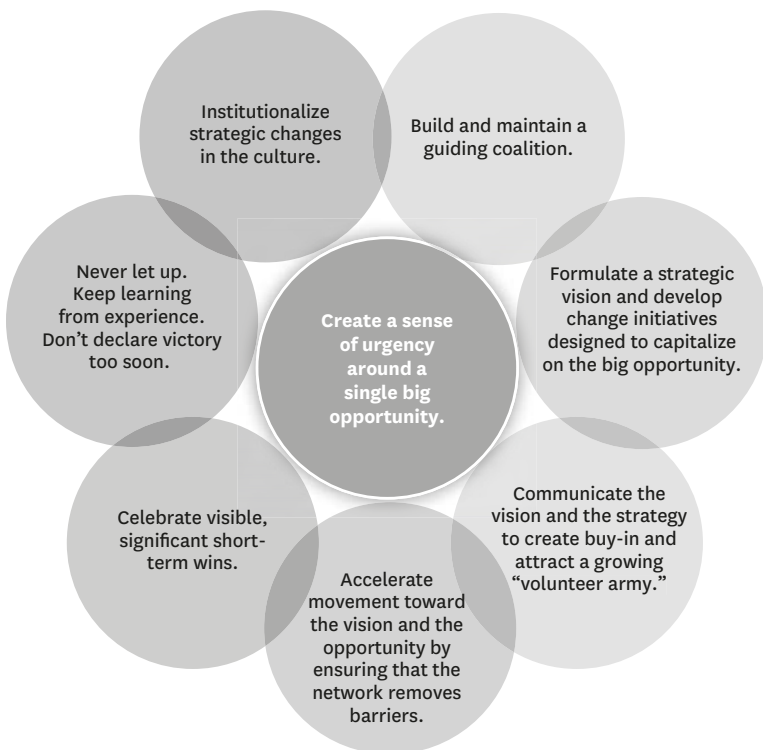 Create a sense
of urgency
around a
single big
opportunity.
Build and maintain a
guiding coalition.
Formulate a strategic
vision and develop
change initiatives
designed to capitalize
on the big opportunity.
Communicate the
vision and the strategy
to create buy-in and
attract a growing
“volunteer army.”
Accelerate
movement toward
the vision and the
opportunity by
ensuring that the
network removes
barriers.
Celebrate visible,
significant short-
term wins.
Never let up.
Keep learning
from experience.
Don’t declare victory
too soon.
Institutionalize
strategic changes
in the culture.